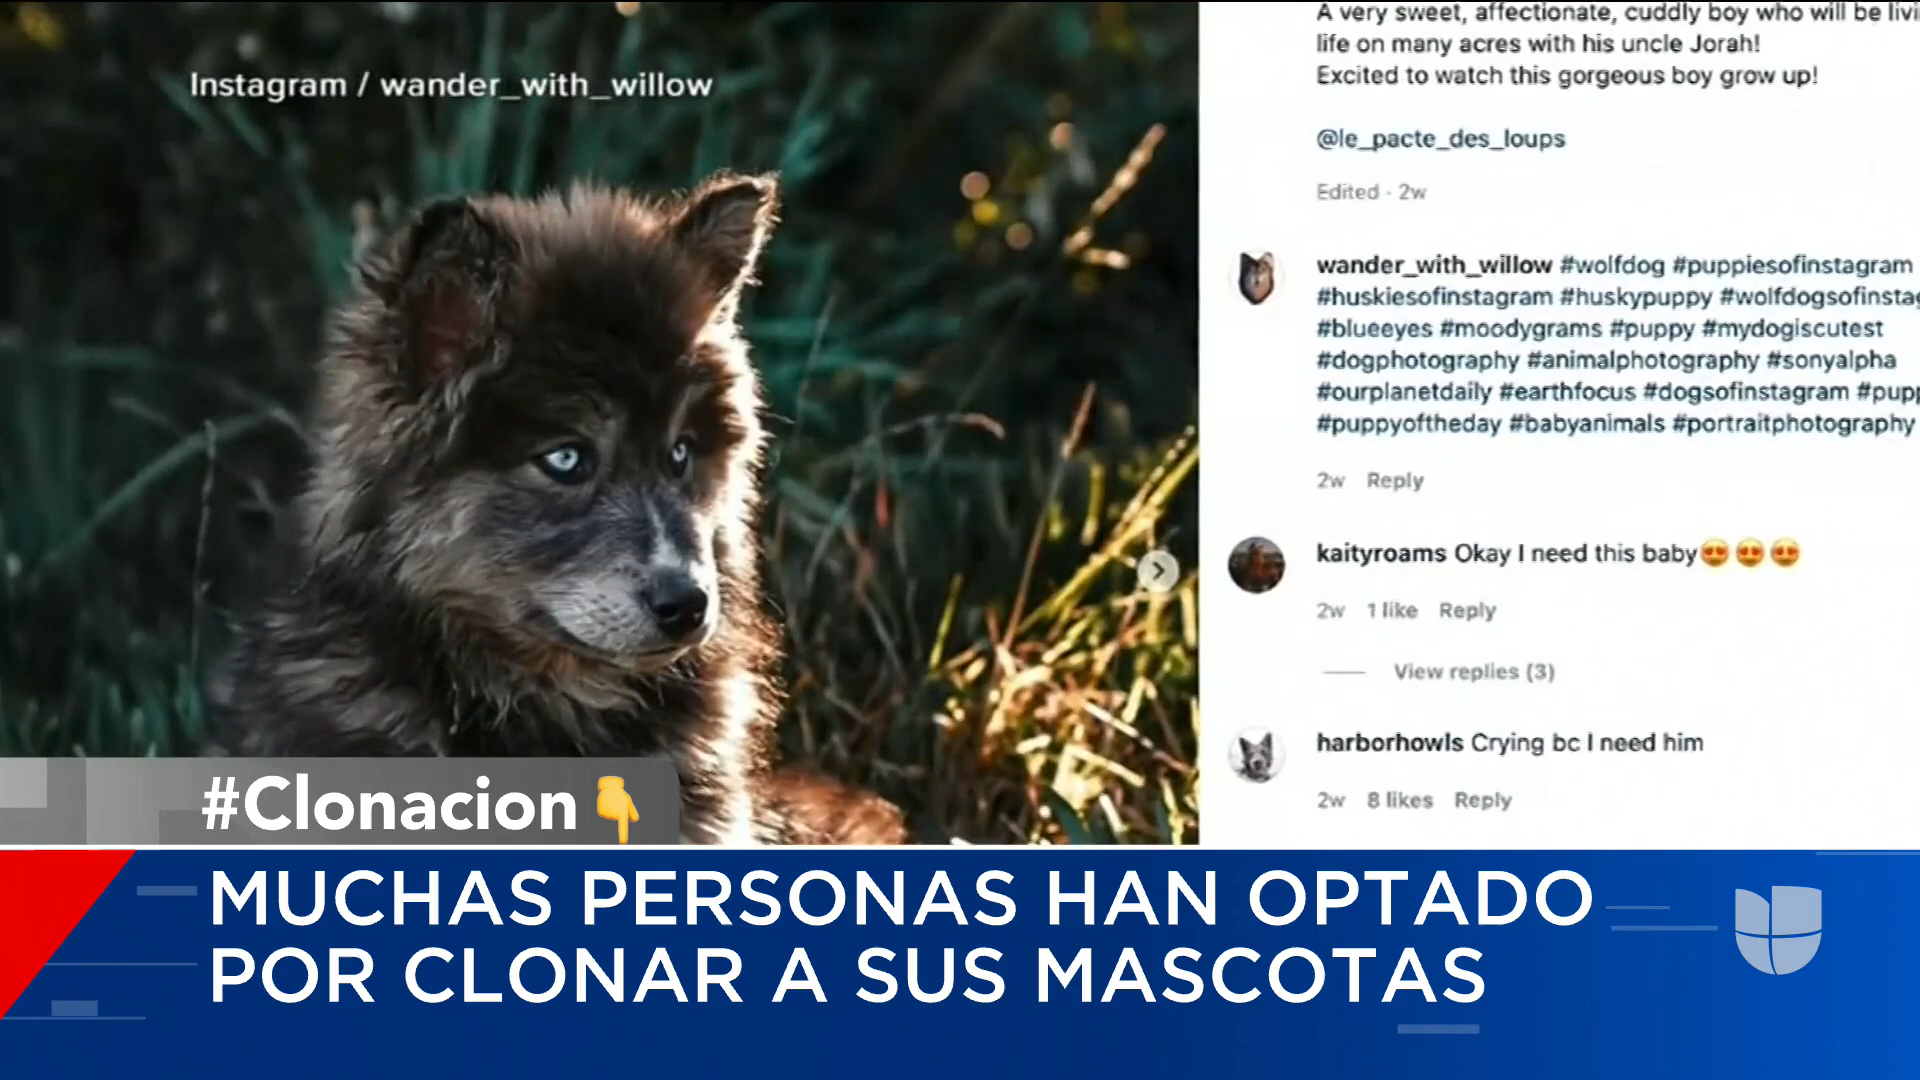 Instagram / wander_with_willow
A very sweet, affectionate, cuddly boy who will be
life on many acres with his uncle Jorah!
Excited to watch this gorgeous boy grow up!
@le_pacte_des_loups
Edited · 2w
wander_with_willow #wolfdog #puppiesofinstagram
#huskiesofinstagram #huskypuppy
#blueeyes #moodygrams #puppy #mydogiscutest
#dogphotography #animalphotography #sonyalpha
#ourplanetdaily #earthfocus #dogsofinstagram
#puppyoftheday #babyanimals #portraitphotography
2w Reply
kaityroams Okay I need this baby😍😍😍
2w 1 like Reply
View replies (3)
harborhowls Crying bc I need him
2w 8 likes Reply
#Clonacion👇
MUCHAS PERSONAS HAN OPTADO
POR CLONAR A SUS MASCOTAS